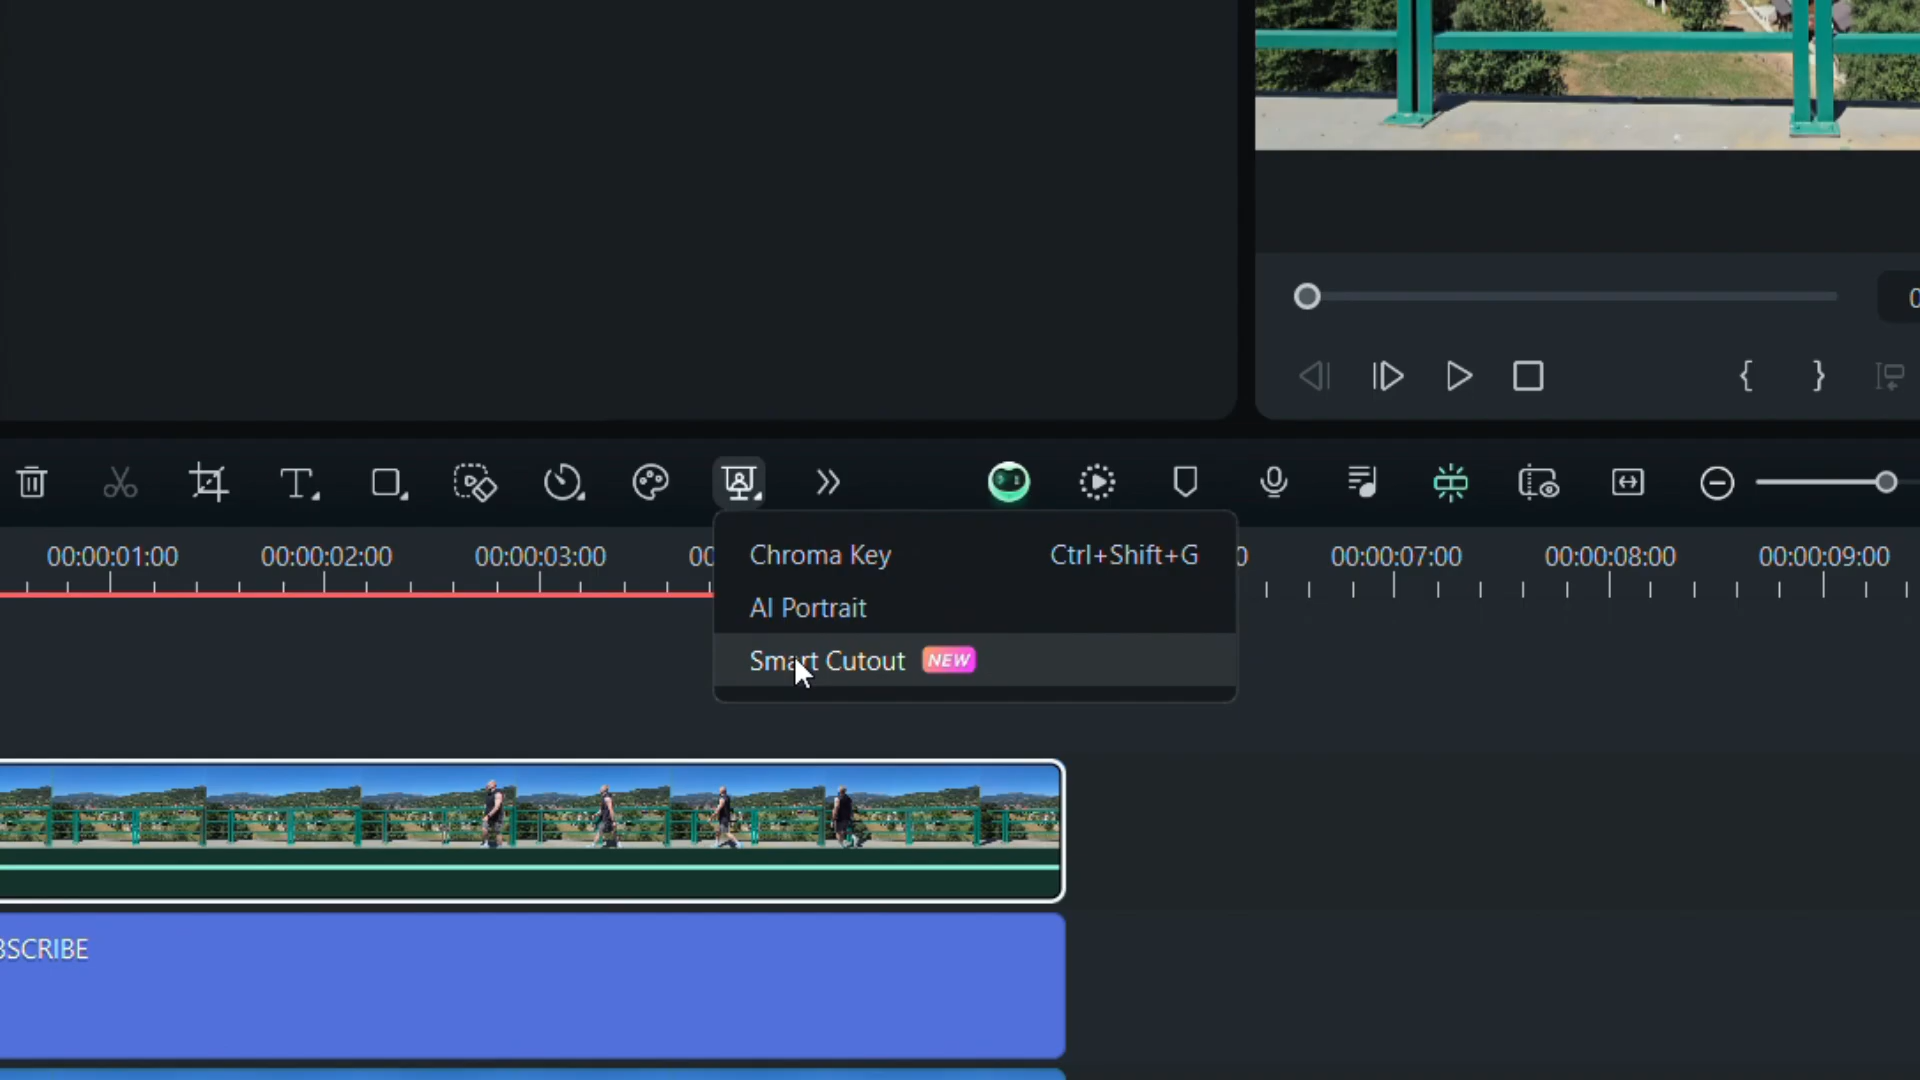 00:00:01:00 00:00:02:00 00:00:03:00 00 0 00:00:07:00 00:00:08:00 00:00:09:00
Chroma Key Ctrl+Shift+G
AI Portrait
Smart Cutout NEW
BSCRIBE